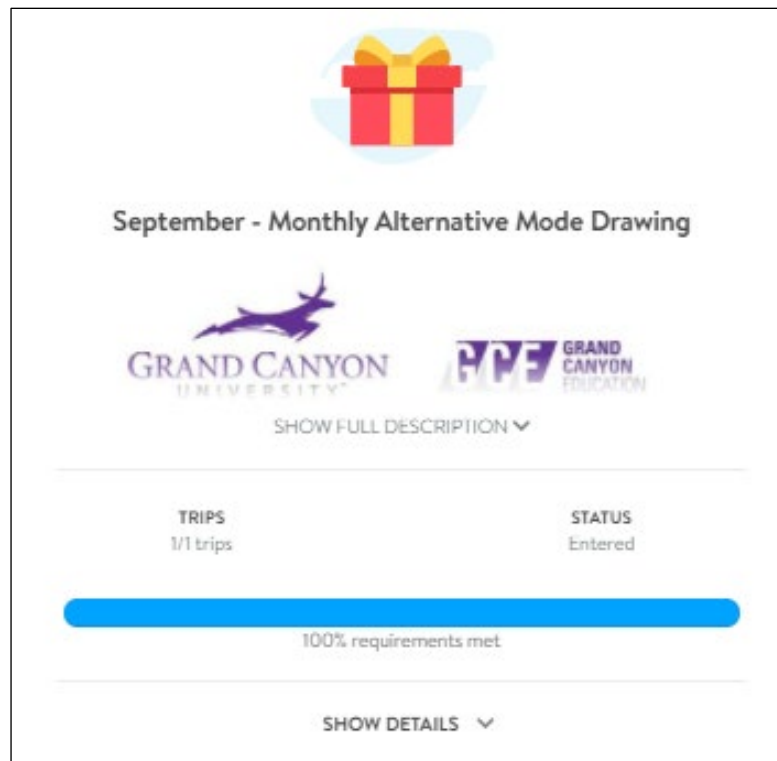 September - Monthly Alternative Mode Drawing
GRAND CANYON
UNIVERSITY™
GCE GRAND
CANYON
EDUCATION
SHOW FULL DESCRIPTION
TRIPS
1/1 trips
STATUS
Entered
100% requirements met
SHOW DETAILS